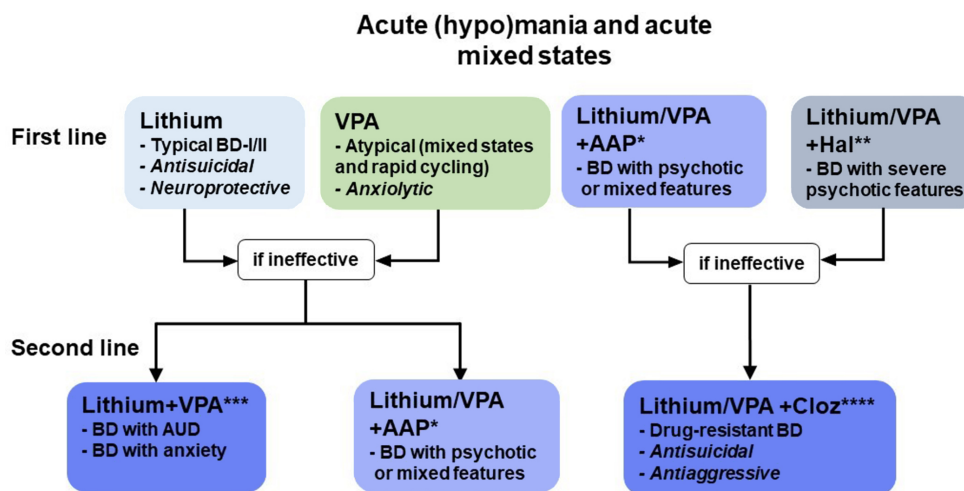 Acute (hypo)mania and acute
mixed states
First line
Lithium
- Typical BD-I/II
- Antisuicidal
- Neuroprotective
VPA
- Atypical (mixed states
and rapid cycling)
- Anxiolytic
Lithium/VPA
+AAP*
- BD with psychotic
or mixed features
Lithium/VPA
+Hal**
- BD with severe
psychotic features
if ineffective
if ineffective
Second line
Lithium+VPA***
- BD with AUD
- BD with anxiety
Lithium/VPA
+AAP*
- BD with psychotic
or mixed features
Lithium/VPA +Cloz****
- Drug-resistant BD
- Antisuicidal
- Antiaggressive